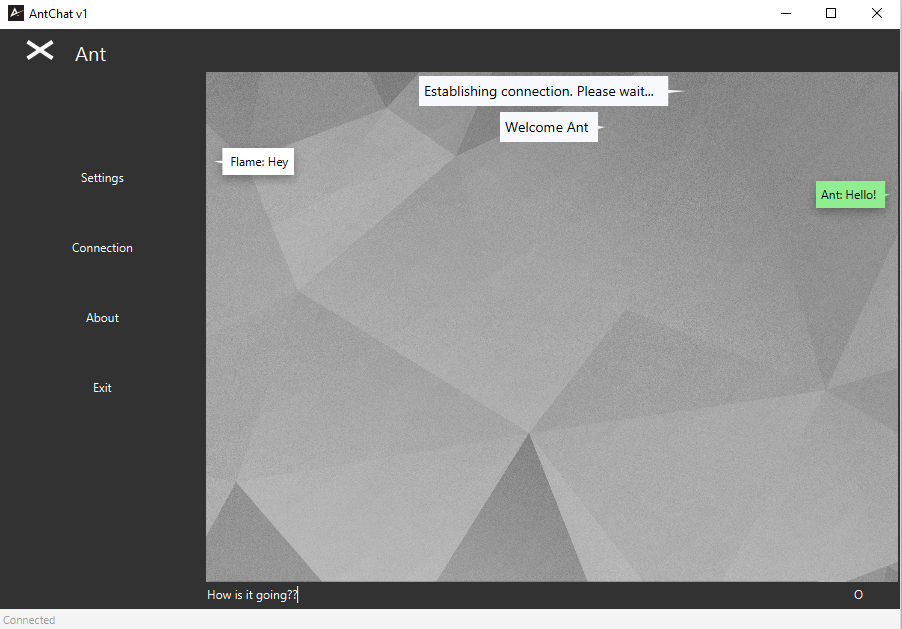 AntChat v1
Ant
Establishing connection. Please wait...
Welcome Ant
Flame: Hey
Ant: Hello!
Settings
Connection
About
Exit
How is it going??
O
Connected